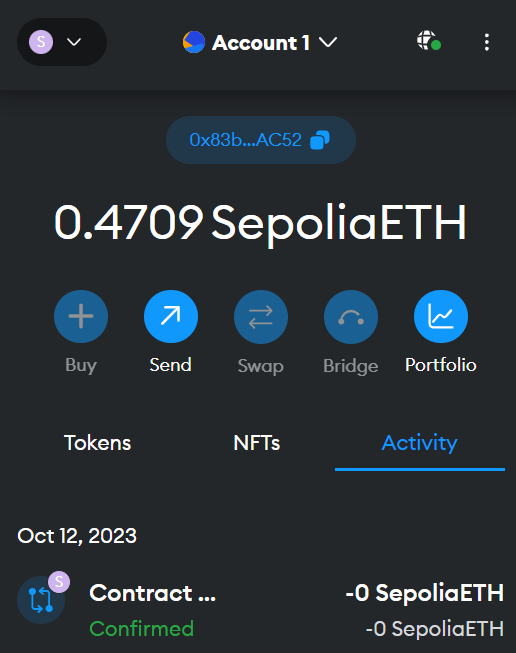 S Account 1
0x83b...AC52
0.4709 SepoliaETH
Buy Send Swap Bridge Portfolio
Tokens NFTs Activity
Oct 12, 2023
S
Contract ... -0 SepoliaETH
Confirmed -0 SepoliaETH